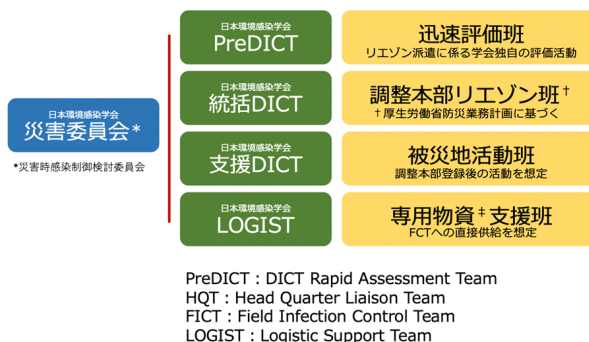 日本環境感染学会
災害委員会*
*災害時感染制御検討委員会
日本環境感染学会
PreDICT
迅速評価班
リエゾン派遣に係る学会独自の評価活動
日本環境感染学会
統括DICT
調整本部リエゾン班†
†厚生労働省防災業務計画に基づく
日本環境感染学会
支援DICT
被災地活動班
調整本部登録後の活動を想定
日本環境感染学会
LOGIST
専用物資‡支援班
FCTへの直接供給を想定
PreDICT : DICT Rapid Assessment Team
HQT : Head Quarter Liaison Team
FICT : Field Infection Control Team
LOGIST : Logistic Support Team